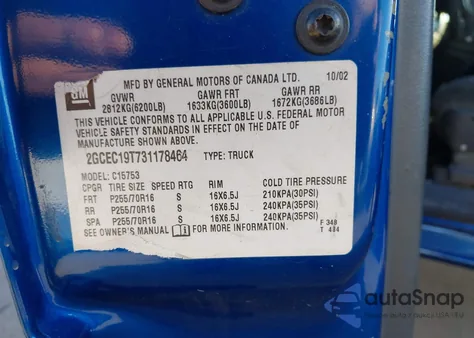 GM
MFD BY GENERAL MOTORS OF CANADA LTD. 10/02
GVWR GAWR FRT GAWR RR
2812KG(6200LB) 1633KG(3600LB) 1672KG(3686LB)
THIS VEHICLE CONFORMS TO ALL APPLICABLE U.S. FEDERAL MOTOR
VEHICLE SAFETY STANDARDS IN EFFECT ON THE DATE OF
MANUFACTURE SHOWN ABOVE.
2GCEC19T731178464 TYPE: TRUCK
MODEL: C15753
CPGR TIRE SIZE SPEED RTG RIM COLD TIRE PRESSURE
FRT P255/70R16 S 16X6.5J 210KPA(30PSI)
RR P255/70R16 S 16X6.5J 240KPA(35PSI)
SPA P255/70R16 S 16X6.5J 240KPA(35PSI)
SEE OWNER'S MANUAL FOR MORE INFORMATION
F 348
T 484
autoSnap